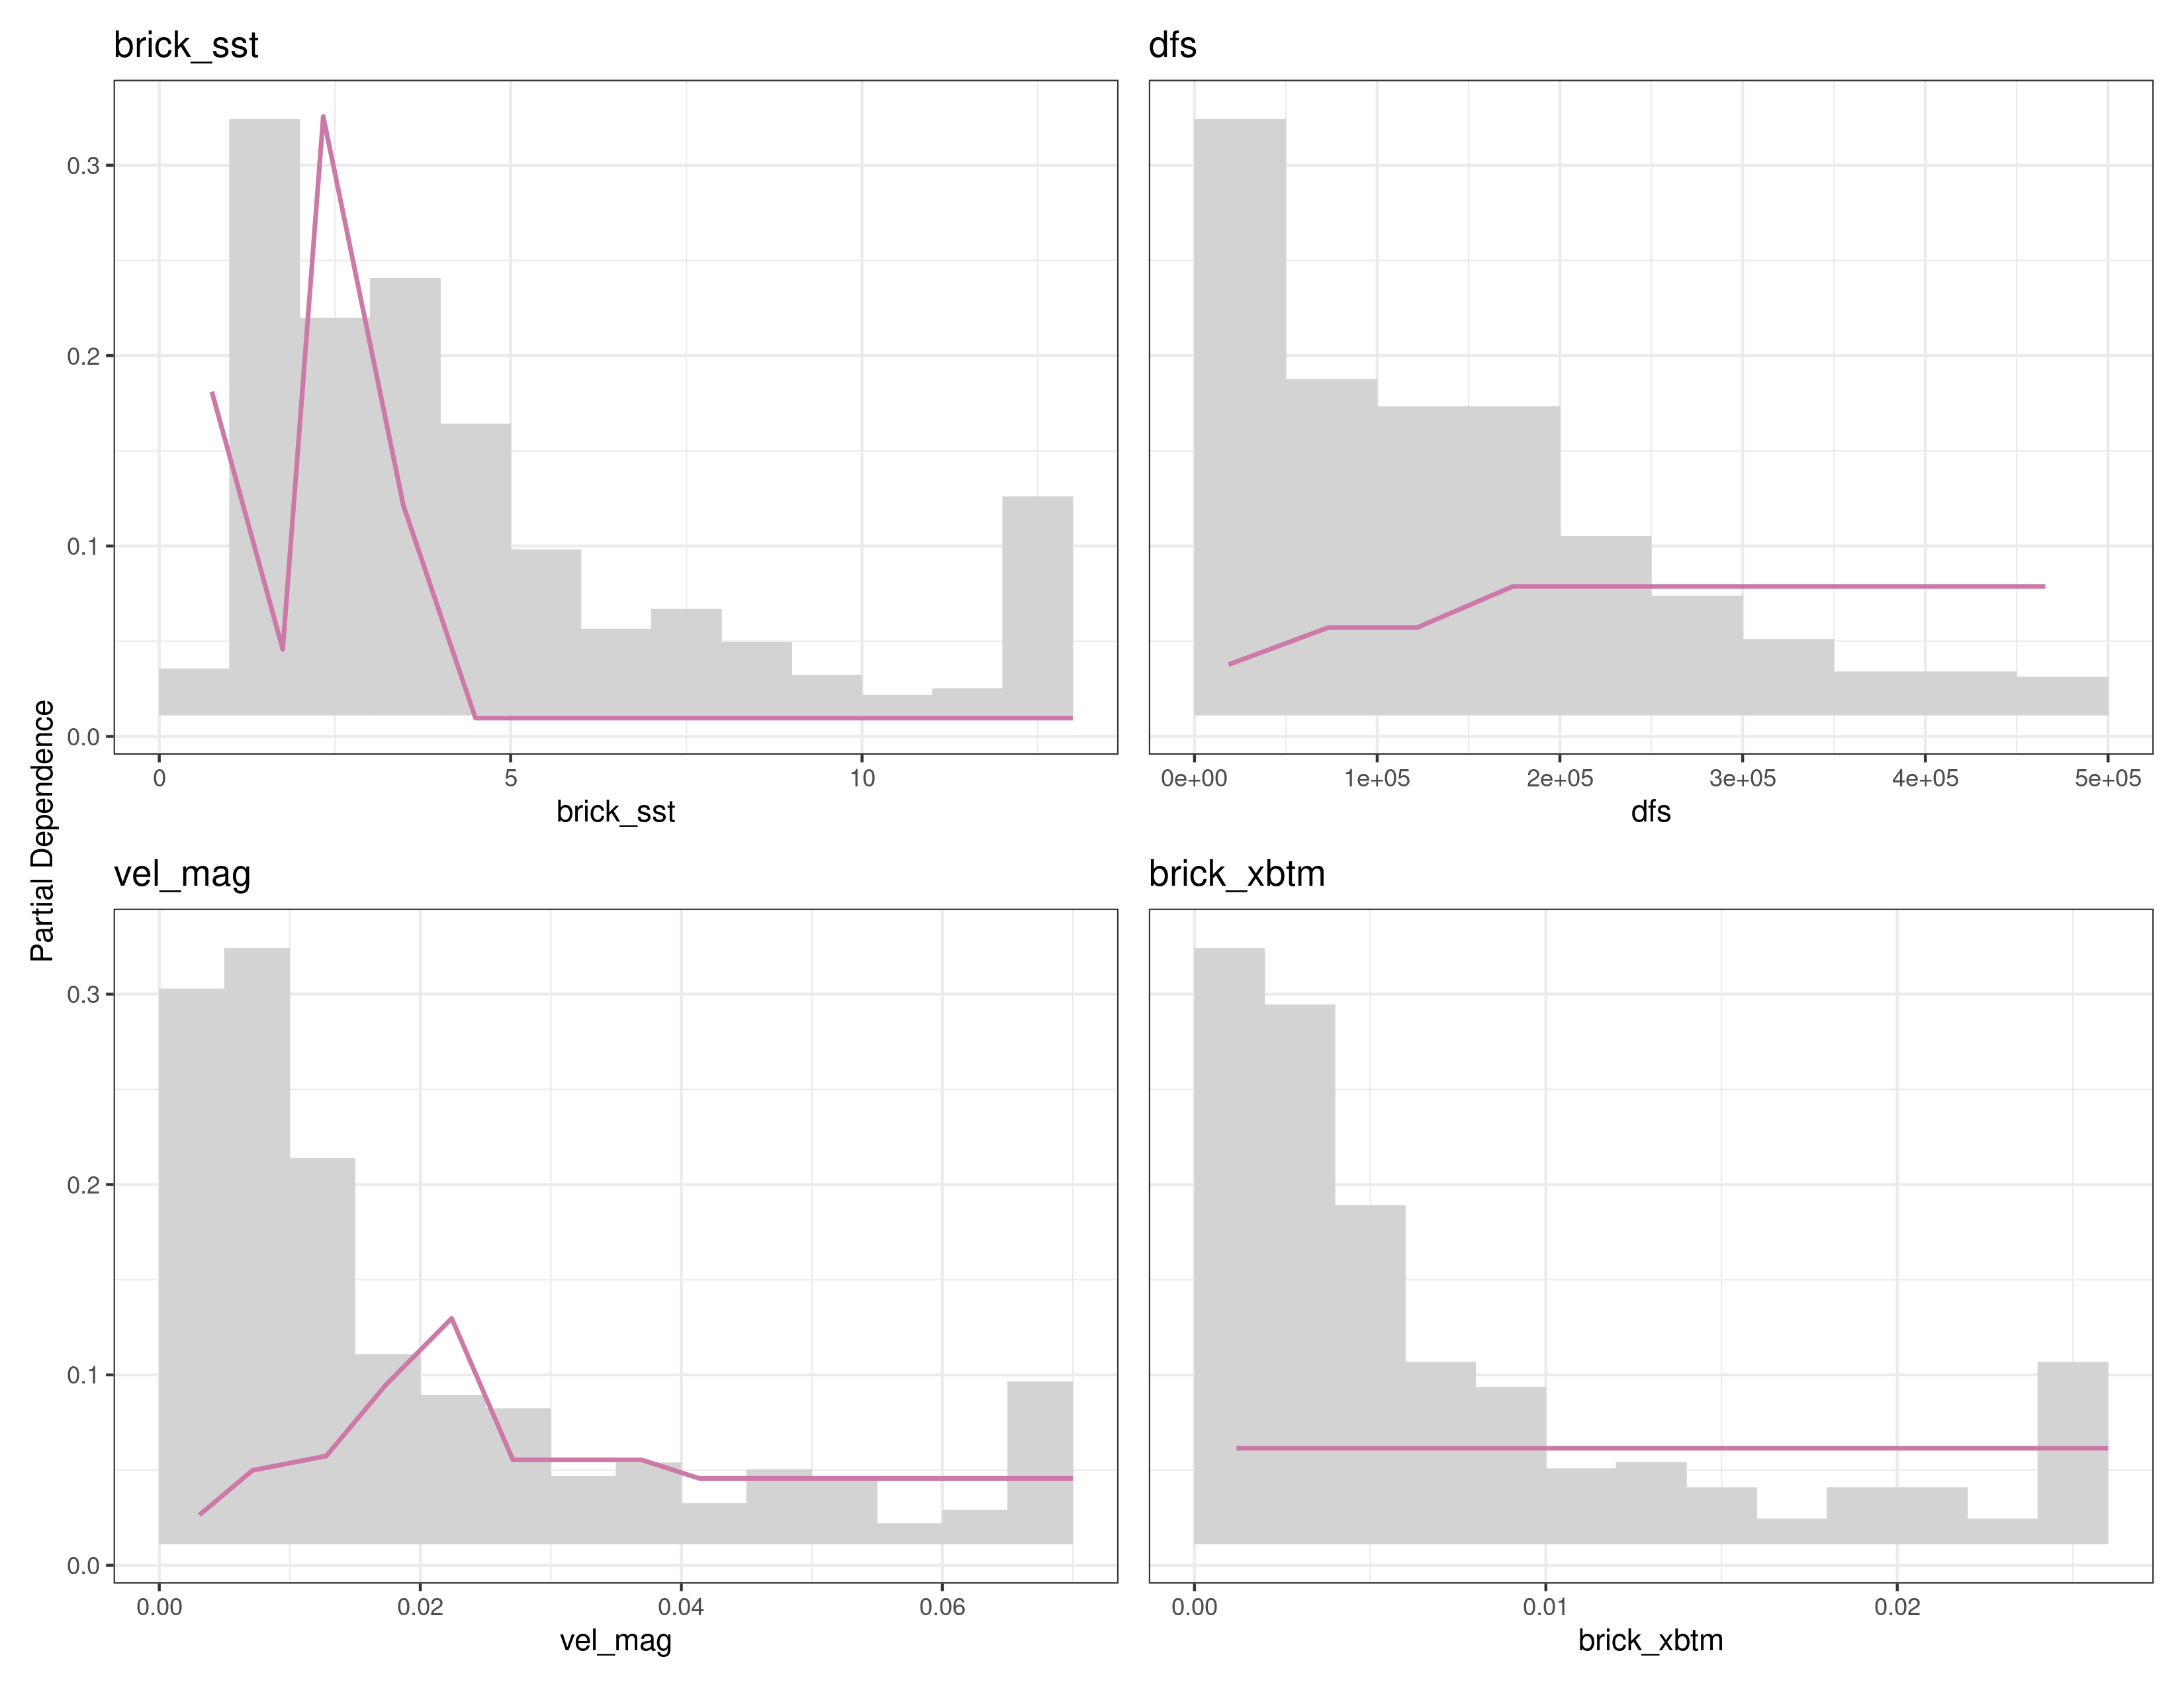 brick_sst
dfs
Partial Dependence
0.3
0.2
0.1
0.0
0
5
10
brick_sst
0e+00
1e+05
2e+05
3e+05
4e+05
5e+05
dfs
vel_mag
brick_xbtm
0.3
0.2
0.1
0.0
0.00
0.02
0.04
0.06
vel_mag
0.00
0.01
0.02
brick_xbtm